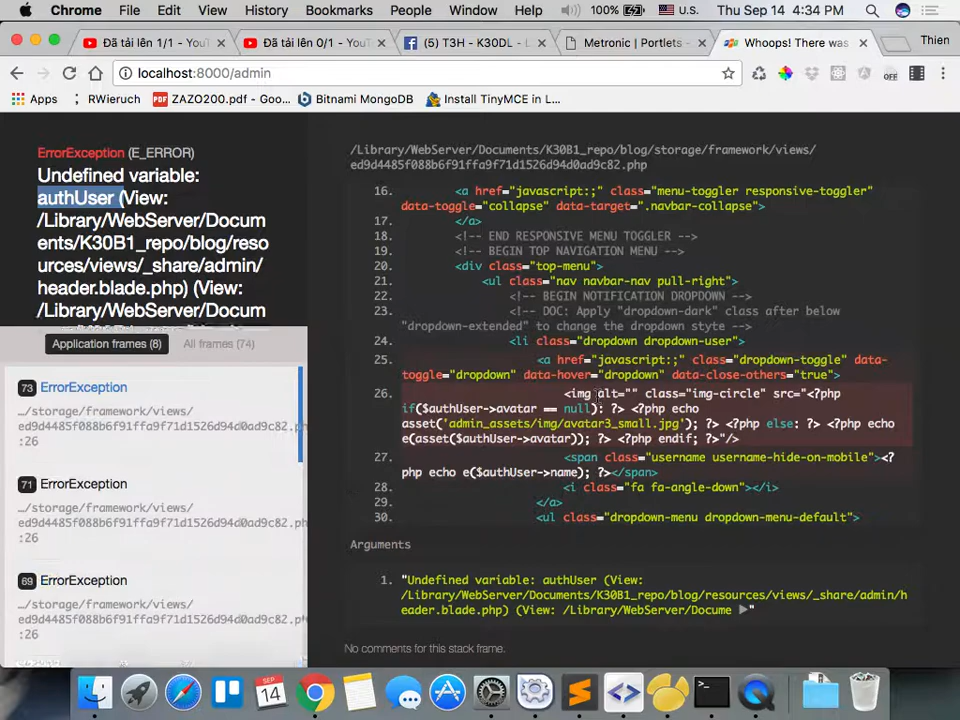 Chrome File Edit View History Bookmarks People Window Help 100% U.S. Thu Sep 14 4:34 PM
Đã tải lên 1/1 - YouT Đã tải lên 0/1 - YouT (5) T3H - K30DL - L Metronic | Portlets - Whoops! There was Thien
localhost:8000/admin OFF
Apps RWieruch ZAZO200.pdf - Goo... Bitnami MongoDB Install TinyMCE in L...
ErrorException (E_ERROR)
Undefined variable:
authUser (View:
/Library/WebServer/Docum
ents/K30B1_repo/blog/reso
urces/views/_share/admin/
header.blade.php) (View:
/Library/WebServer/Docum
Application frames (8) All frames (74)
73 ErrorException
…/storage/framework/views/
ed9d4485f088b6f91ffa9f71d1526d9ad9c82.ph
:26
71 ErrorException
…/storage/framework/views/
:26
69 ErrorException
…/storage/framework/views/
:26
/Library/WebServer/Documents/K30B1_repo/blog/storage/framework/views/
ed9d4485f088b6f91ffa9f71d1526d9ad9c82.php
16. <a href="javascript:;" class="menu-toggler responsive-toggler"
data-toggle="collapse" data-target=".navbar-collapse">
17. </a>
18. <!-- END RESPONSIVE MENU TOGGLER -->
19. <!-- BEGIN TOP NAVIGATION MENU -->
20. <div class="top-menu">
21. <ul class="nav navbar-nav pull-right">
22. <!-- BEGIN NOTIFICATION DROPDOWN -->
23. <!-- DOC: Apply "dropdown-dark" class after below
"dropdown-extended" to change the dropdown styte -->
24. <li class="dropdown dropdown-user">
25. <a href="javascript:;" class="dropdown-toggle" data-
toggle="dropdown" data-hover="dropdown" data-close-others="true">
26. <img alt="" class="img-circle" src="<?php
if($authUser->avatar == null): ?> <?php echo
asset('admin_assets/img/avatar3_small.jpg'); ?> <?php else: ?> <?php echo
e(asset($authUser->avatar)); ?> <?php endif; ?>"/>
27. <span class="username username-hide-on-mobile"><?
php echo e($authUser->name); ?></span>
28. <i class="fa fa-angle-down"></i>
29. </a>
30. <ul class="dropdown-menu dropdown-menu-default">
Arguments
1. "Undefined variable: authUser (View:
/Library/WebServer/Documents/K30B1_repo/blog/resources/views/_share/admin/h
eader.blade.php) (View: /Library/WebServer/Docume ▶"
No comments for this stack frame.
SEP
14